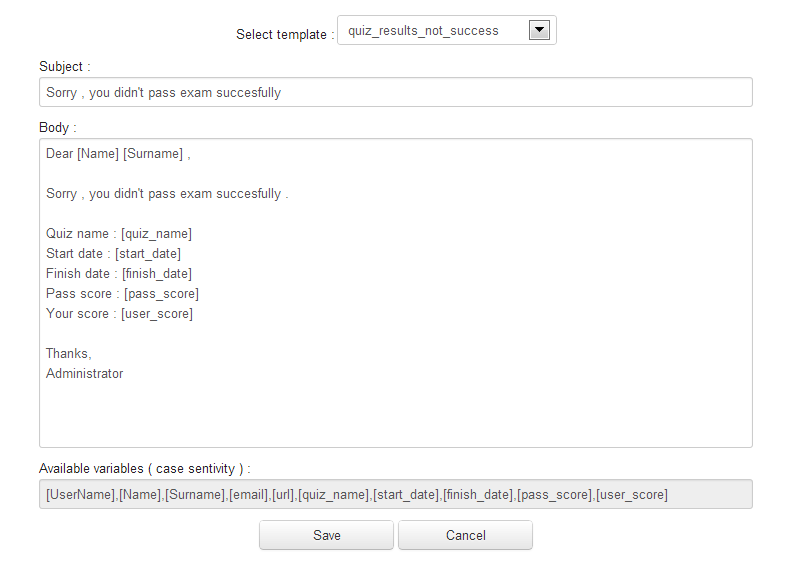 Select template : quiz_results_not_success
Subject :
Sorry , you didn't pass exam succesfully
Body :
Dear [Name] [Surname] ,
Sorry , you didn't pass exam succesfully .
Quiz name : [quiz_name]
Start date : [start_date]
Finish date : [finish_date]
Pass score : [pass_score]
Your score : [user_score]
Thanks,
Administrator
Available variables ( case sentivity ) :
[UserName],[Name],[Surname],[email],[url],[quiz_name],[start_date],[finish_date],[pass_score],[user_score]
Save Cancel